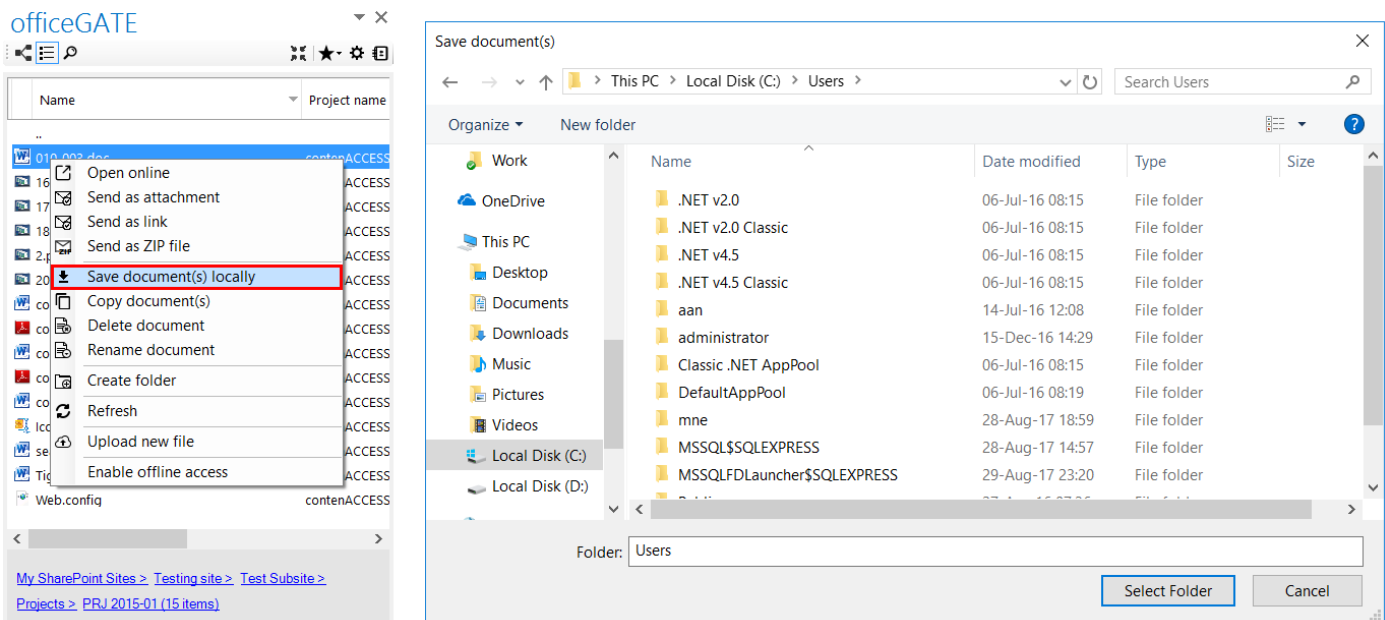 officeGATE
Name Project name
..
010-003.doc contenACCESS
Open online
16 ACCESS
Send as attachment
17 ACCESS
Send as link
18 ACCESS
Send as ZIP file
2.p ACCESS
Save document(s) locally
20 ACCESS
Copy document(s)
co ACCESS
Delete document
co ACCESS
Rename document
co ACCESS
Create folder
co ACCESS
co ACCESS
Refresh
Ico ACCESS
Upload new file
se ACCESS
Enable offline access
Tig ACCESS
Web.config contenACCESS
My SharePoint Sites > Testing site > Test Subsite >
Projects > PRJ 2015-01 (15 items)
Save document(s)
This PC > Local Disk (C:) > Users > Search Users
Organize New folder
Work
OneDrive
This PC
Desktop
Documents
Downloads
Music
Pictures
Videos
Local Disk (C:)
Local Disk (D:)
Name Date modified Type Size
.NET v2.0 06-Jul-16 08:15 File folder
.NET v2.0 Classic 06-Jul-16 08:15 File folder
.NET v4.5 06-Jul-16 08:15 File folder
.NET v4.5 Classic 06-Jul-16 08:15 File folder
aan 14-Jul-16 12:08 File folder
administrator 15-Dec-16 14:29 File folder
Classic .NET AppPool 06-Jul-16 08:15 File folder
DefaultAppPool 06-Jul-16 08:19 File folder
mne 28-Aug-17 18:59 File folder
MSSQL$SQLEXPRESS 28-Aug-17 14:57 File folder
MSSQLFDLauncher$SQLEXPRESS 29-Aug-17 23:20 File folder
Folder: Users
Select Folder Cancel